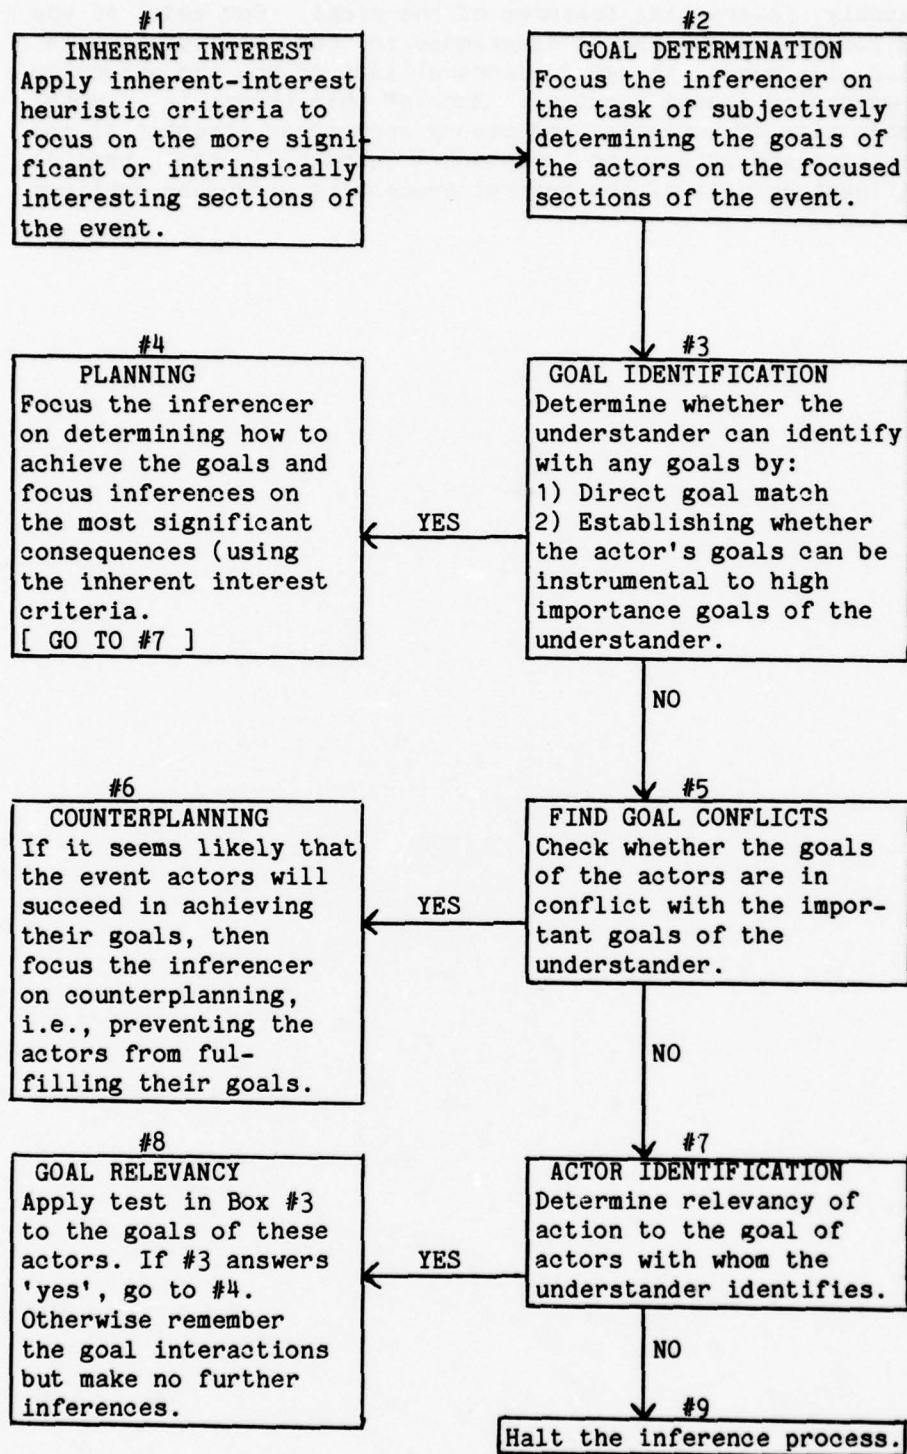 #1
INHERENT INTEREST
Apply inherent-interest
heuristic criteria to
focus on the more signi-
ficant or intrinsically
interesting sections of
the event.
#2
GOAL DETERMINATION
Focus the inferencer on
the task of subjectively
determining the goals of
the actors on the focused
sections of the event.
#4
PLANNING
Focus the inferencer
on determining how to
achieve the goals and
focus inferences on
the most significant
consequences (using
the inherent interest
criteria.
[ GO TO #7 ]
YES
#3
GOAL IDENTIFICATION
Determine whether the
understander can identify
with any goals by:
1) Direct goal match
2) Establishing whether
the actor's goals can be
instrumental to high
importance goals of the
understander.
NO
#6
COUNTERPLANNING
If it seems likely that
the event actors will
succeed in achieving
their goals, then
focus the inferencer
on counterplanning,
i.e., preventing the
actors from ful-
filling their goals.
YES
#5
FIND GOAL CONFLICTS
Check whether the goals
of the actors are in
conflict with the impor-
tant goals of the
understander.
NO
#8
GOAL RELEVANCY
Apply test in Box #3
to the goals of these
actors. If #3 answers
'yes', go to #4.
Otherwise remember
the goal interactions
but make no further
inferences.
YES
#7
ACTOR IDENTIFICATION
Determine relevancy of
action to the goal of
actors with whom the
understander identifies.
NO
#9
Halt the inference process.